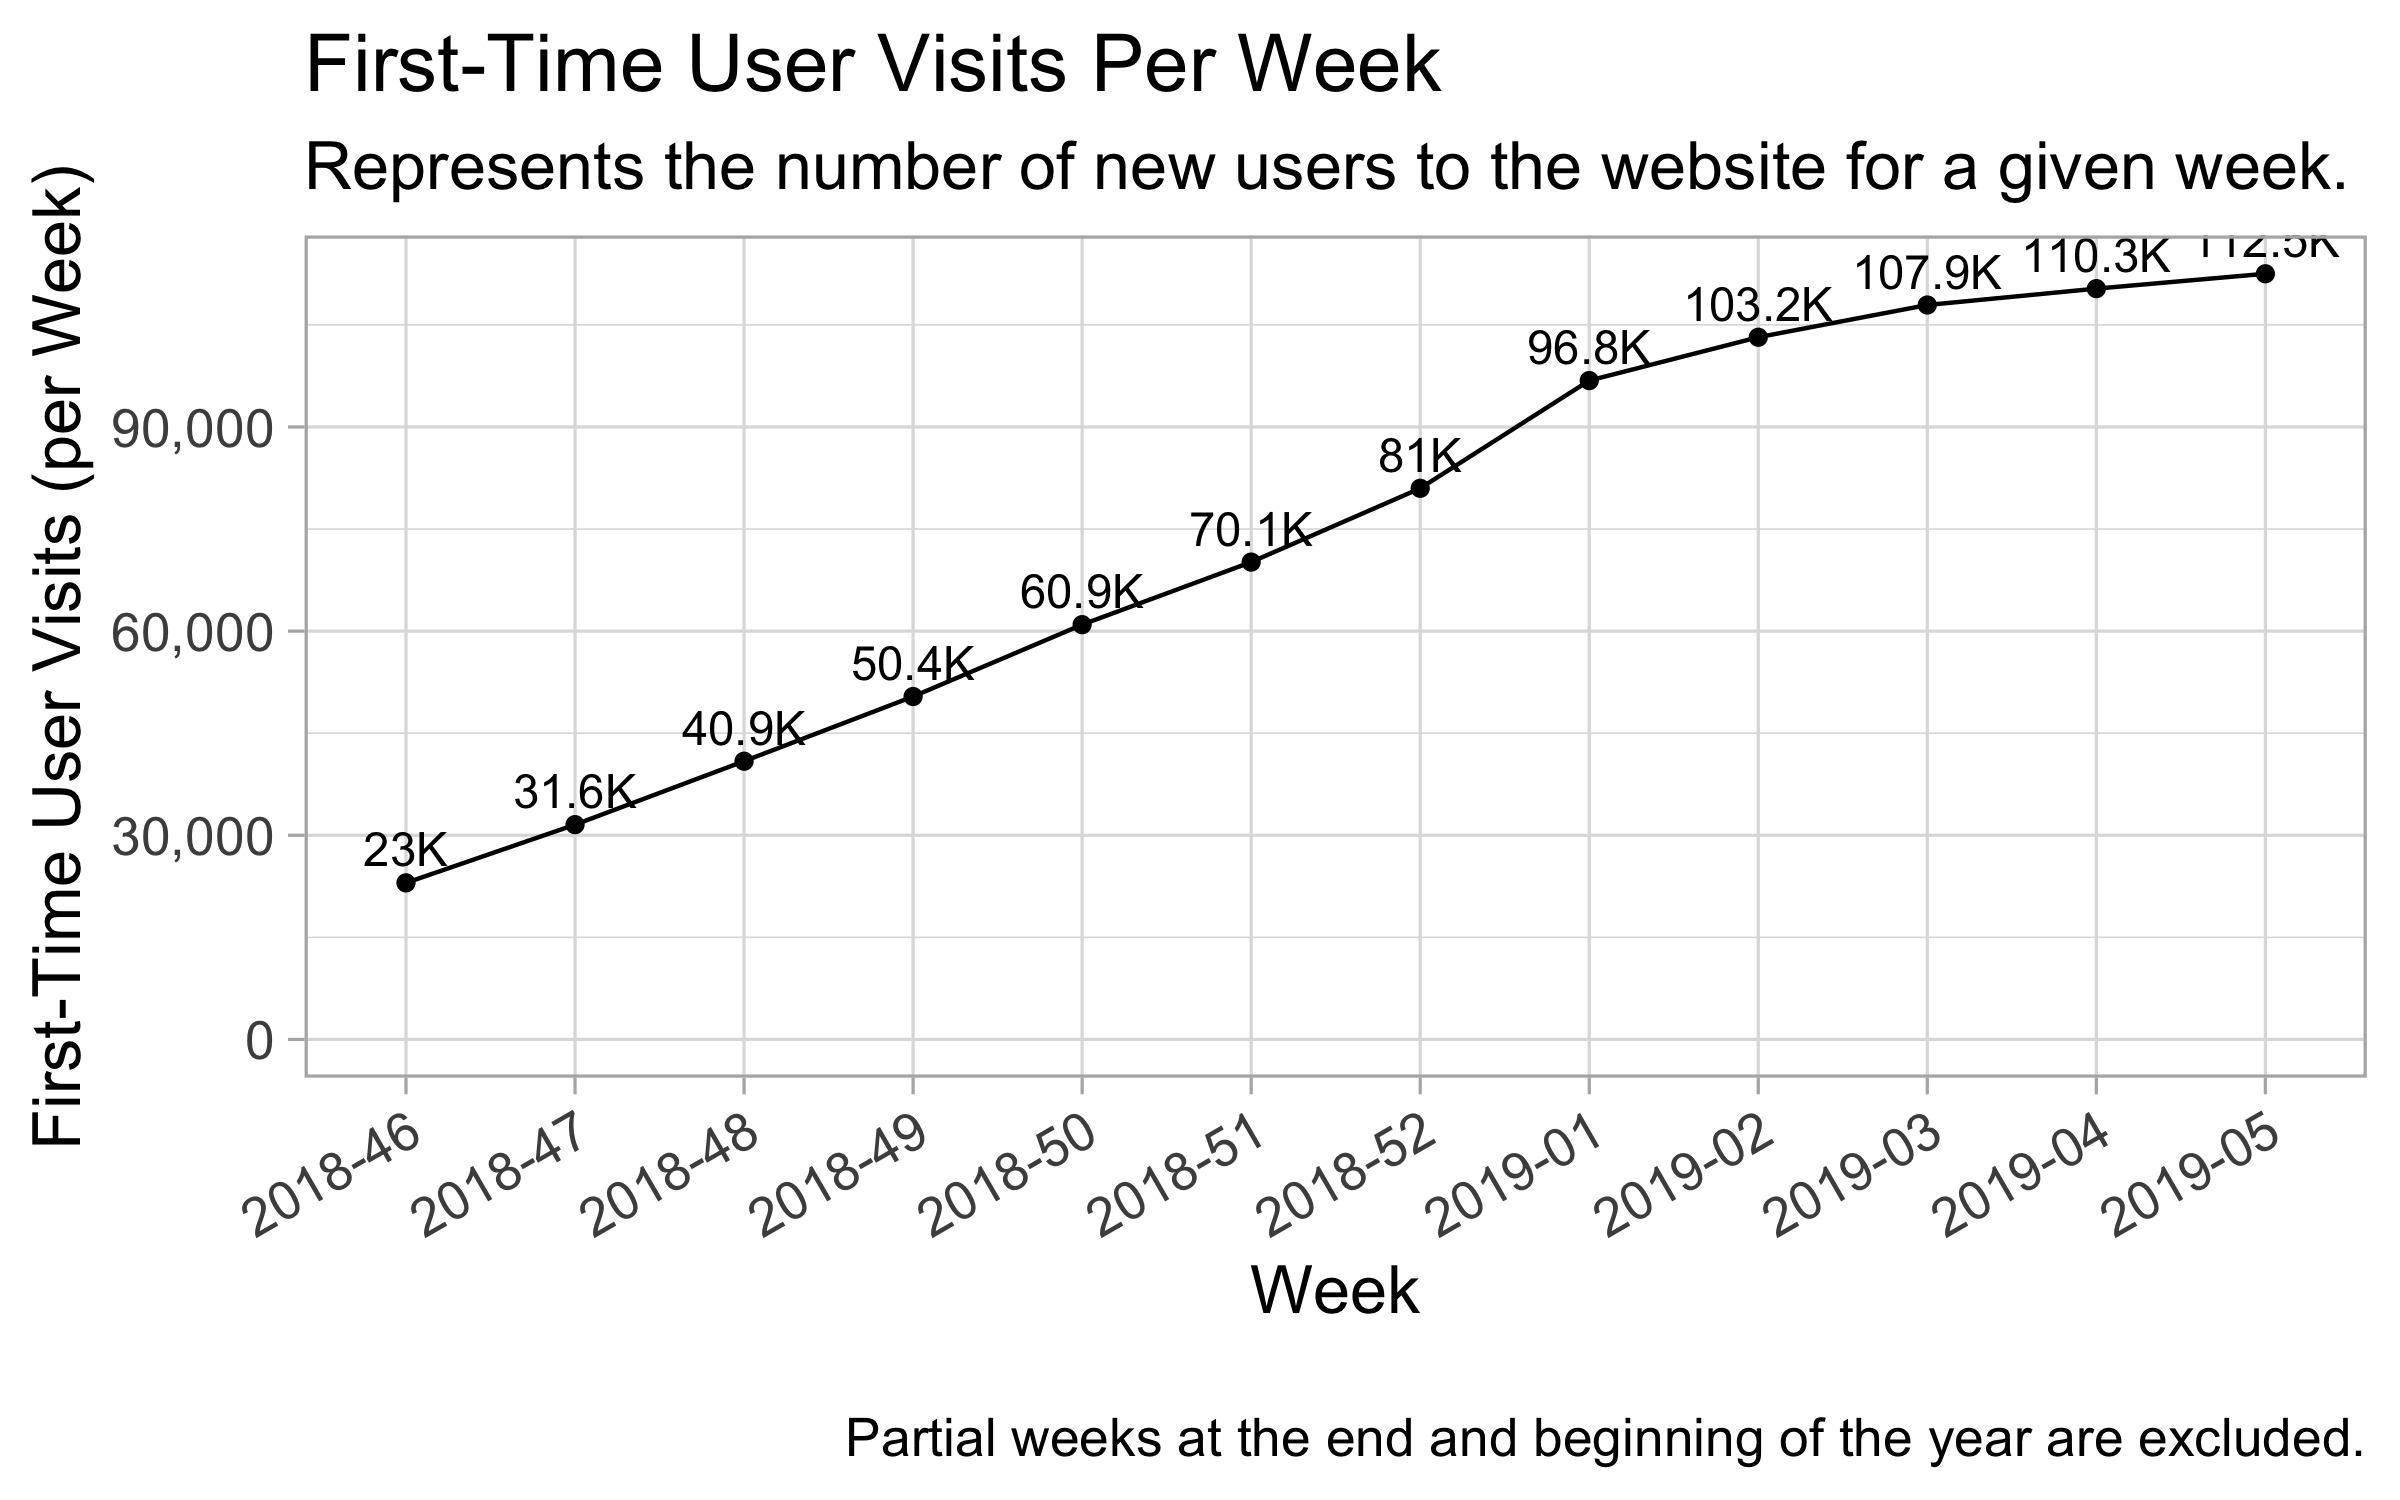 First-Time User Visits Per Week
Represents the number of new users to the website for a given week.
First-Time User Visits (per Week)
90,000
60,000
30,000
0
23K
31.6K
40.9K
50.4K
60.9K
70.1K
81K
96.8K
103.2K
107.9K
110.3K
112.5K
2018-46
2018-47
2018-48
2018-49
2018-50
2018-51
2018-52
2019-01
2019-02
2019-03
2019-04
2019-05
Week
Partial weeks at the end and beginning of the year are excluded.